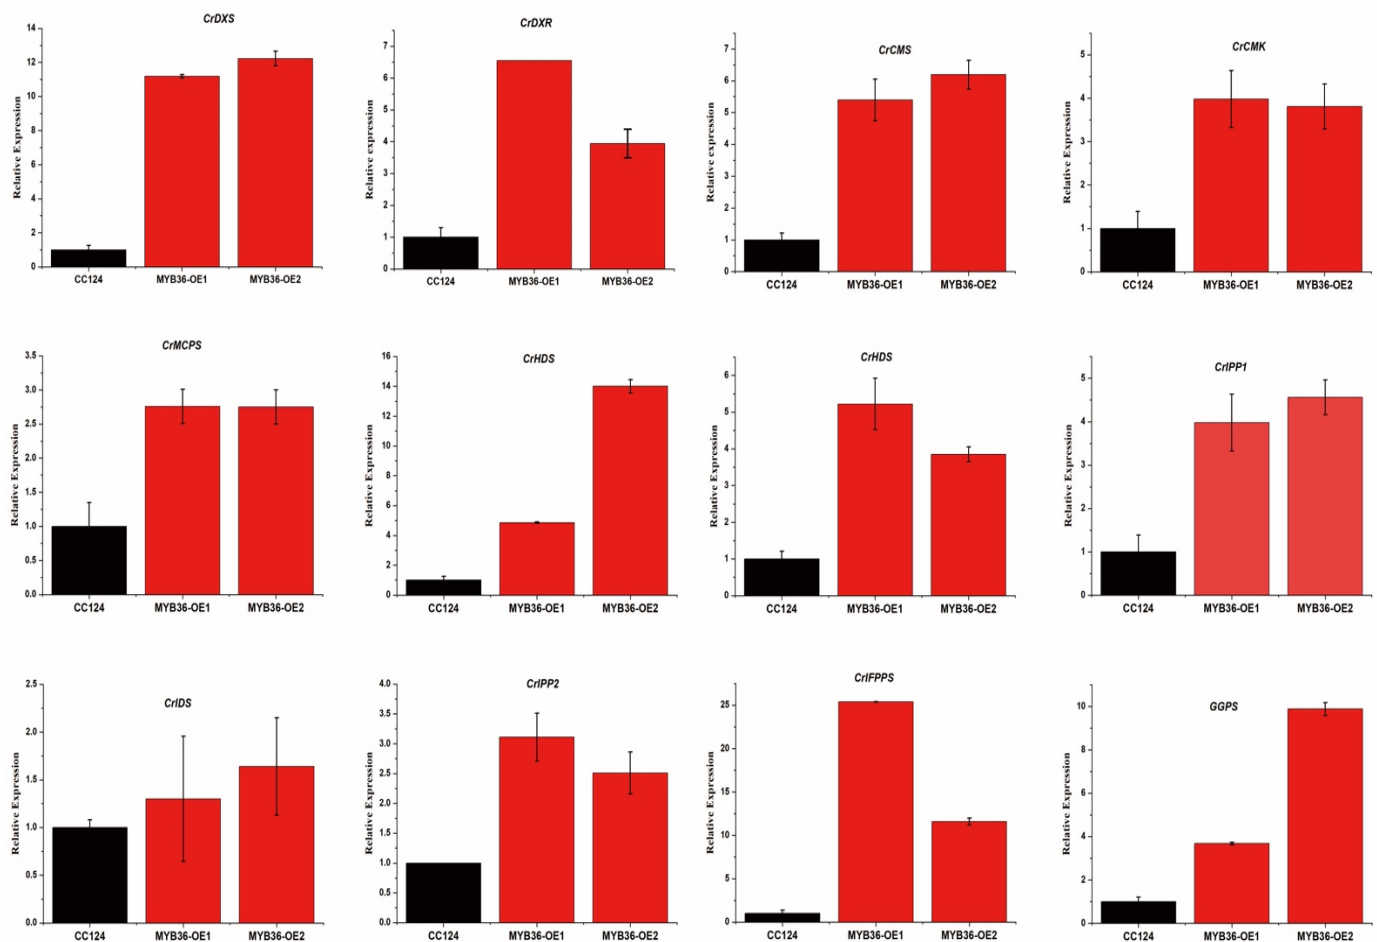 CrDXS
Relative Expression
14
12
10
8
6
4
2
0
CC124 MYB36-OE1 MYB36-OE2
CrDXR
Relative expression
7
6
5
4
3
2
1
0
CC124 MYB36-OE1 MYB36-OE2
CrCMS
Relative expression
7
6
5
4
3
2
1
0
CC124 MYB36-OE1 MYB36-OE2
CrCMK
Relative Expression
5
4
3
2
1
0
CC124 MYB36-OE1 MYB36-OE2
CrMCPS
Relative Expression
3.5
3.0
2.5
2.0
1.5
1.0
0.5
0.0
CC124 MYB36-OE1 MYB36-OE2
CrHDS
Relative Expression
16
14
12
10
8
6
4
2
0
CC124 MYB36-OE1 MYB36-OE2
CrHDS
Relative Expression
6
5
4
3
2
1
0
CC124 MYB36-OE1 MYB36-OE2
CrIPP1
Relative Expression
5
4
3
2
1
0
CC124 MYB36-OE1 MYB36-OE2
CrIDS
Relative Expression
2.5
2.0
1.5
1.0
0.5
0.0
CC124 MYB36-OE1 MYB36-OE2
CrIPP2
Relative Expression
4.0
3.5
3.0
2.5
2.0
1.5
1.0
0.5
0.0
CC124 MYB36-OE1 MYB36-OE2
CrIFPPS
Relative Expression
25
20
15
10
5
0
CC124 MYB36-OE1 MYB36-OE2
GGPS
Relative Expression
10
8
6
4
2
0
CC124 MYB36-OE1 MYB36-OE2